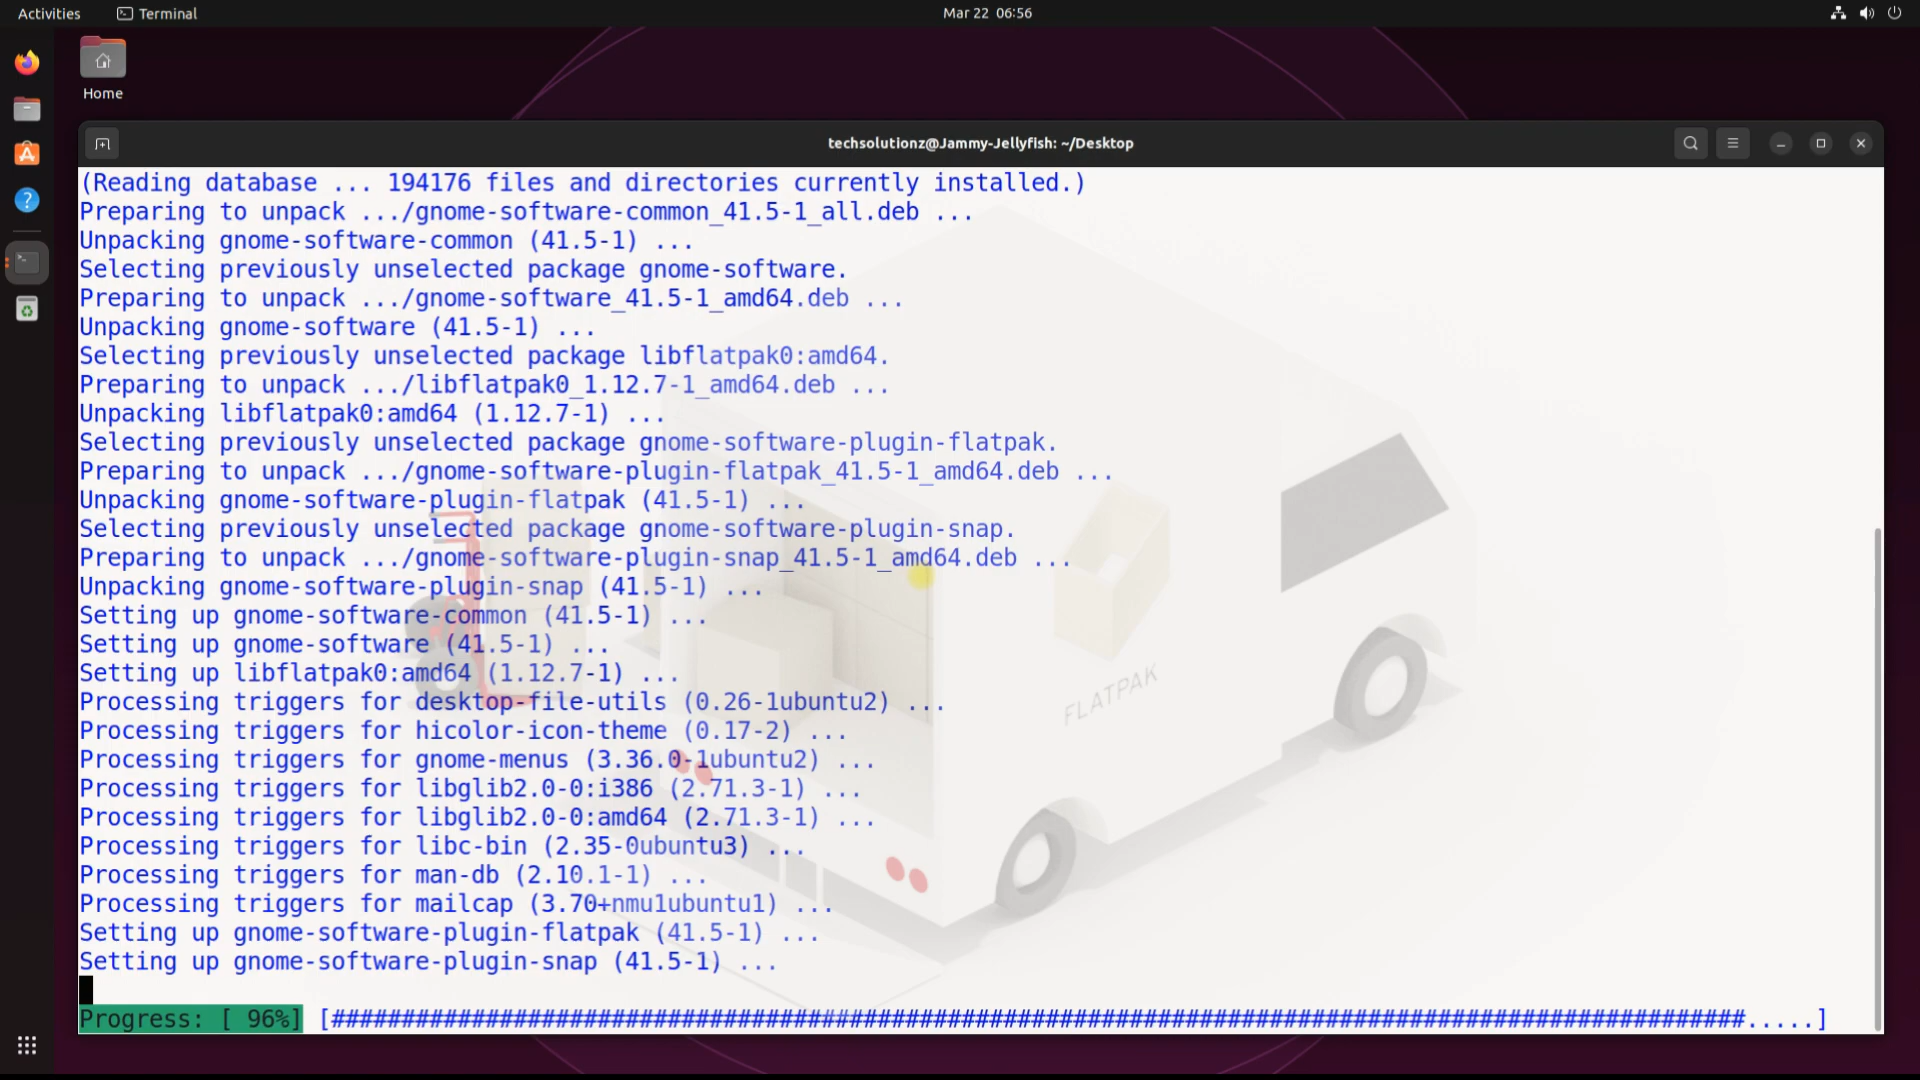 Activities Terminal Mar 22 06:56
Home
techsolutionz@Jammy-Jellyfish: ~/Desktop
(Reading database ... 194176 files and directories currently installed.)
Preparing to unpack .../gnome-software-common_41.5-1_all.deb ...
Unpacking gnome-software-common (41.5-1) ...
Selecting previously unselected package gnome-software.
Preparing to unpack .../gnome-software_41.5-1_amd64.deb ...
Unpacking gnome-software (41.5-1) ...
Selecting previously unselected package libflatpak0:amd64.
Preparing to unpack .../libflatpak0_1.12.7-1_amd64.deb ...
Unpacking libflatpak0:amd64 (1.12.7-1) ...
Selecting previously unselected package gnome-software-plugin-flatpak.
Preparing to unpack .../gnome-software-plugin-flatpak_41.5-1_amd64.deb ...
Unpacking gnome-software-plugin-flatpak (41.5-1) ...
Selecting previously unselected package gnome-software-plugin-snap.
Preparing to unpack .../gnome-software-plugin-snap_41.5-1_amd64.deb ...
Unpacking gnome-software-plugin-snap (41.5-1) ...
Setting up gnome-software-common (41.5-1) ...
Setting up gnome-software (41.5-1) ...
Setting up libflatpak0:amd64 (1.12.7-1) ...
Processing triggers for desktop-file-utils (0.26-1ubuntu2) ...
Processing triggers for hicolor-icon-theme (0.17-2) ...
Processing triggers for gnome-menus (3.36.0-1ubuntu2) ...
Processing triggers for libglib2.0-0:i386 (2.71.3-1) ...
Processing triggers for libglib2.0-0:amd64 (2.71.3-1) ...
Processing triggers for libc-bin (2.35-0ubuntu3) ...
Processing triggers for man-db (2.10.1-1) ...
Processing triggers for mailcap (3.70+nmu1ubuntu1) ...
Setting up gnome-software-plugin-flatpak (41.5-1) ...
Setting up gnome-software-plugin-snap (41.5-1) ...
Progress: [ 96%] [#####################################################################################################.....]
FLATPAK